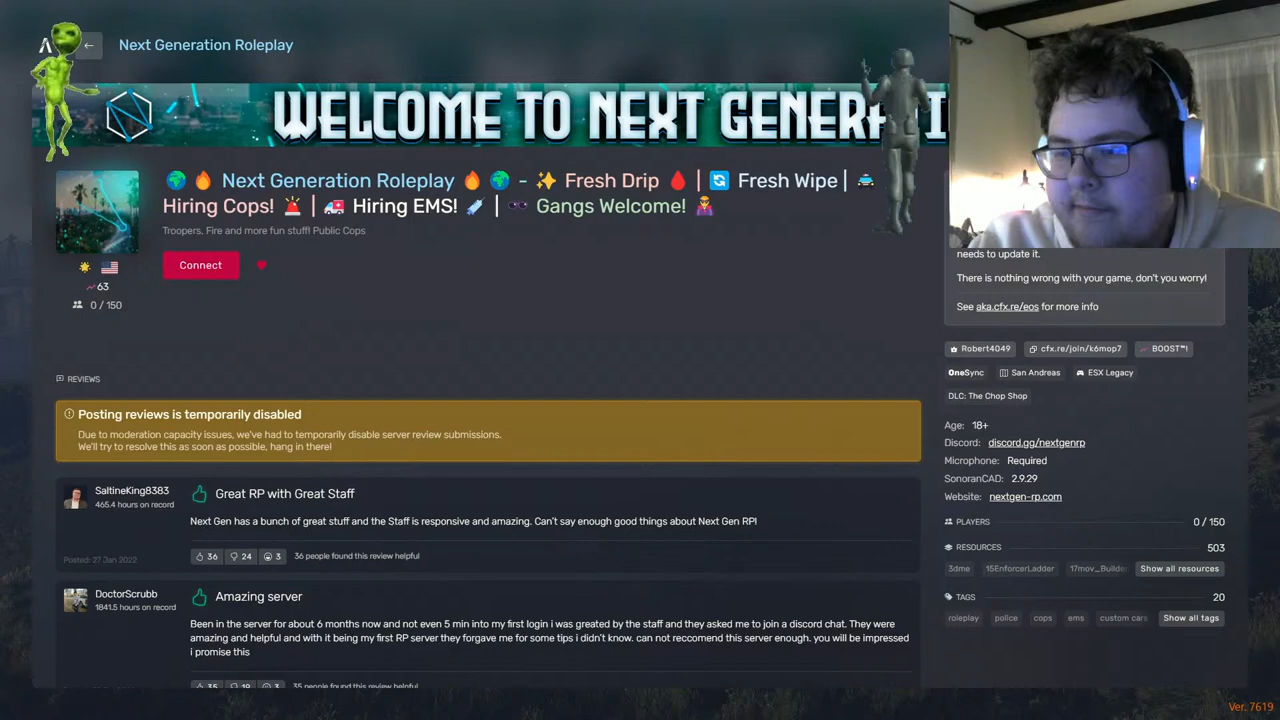 Next Generation Roleplay
WELCOME TO NEXT GENERATI
Next Generation Roleplay - Fresh Drip | Fresh Wipe |
Hiring Cops! | Hiring EMS! | Gangs Welcome!
Troopers, Fire and more fun stuff! Public Cops
Connect
63
0 / 150
REVIEWS
Posting reviews is temporarily disabled
Due to moderation capacity issues, we've had to temporarily disable server review submissions.
We'll try to resolve this as soon as possible, hang in there!
SaltineKing8383
465.4 hours on record
Great RP with Great Staff
Next Gen has a bunch of great stuff and the Staff is responsive and amazing. Can't say enough good things about Next Gen RP!
Posted: 27 Jan 2022
36 24 3 36 people found this review helpful
DoctorScrubb
1841.5 hours on record
Amazing server
Been in the server for about 6 months now and not even 5 min into my first login i was greated by the staff and they asked me to join a discord chat. They were
amazing and helpful and with it being my first RP server they forgave me for some tips i didn't know. can not reccomend this server enough. you will be impressed
i promise this
35 19 3 35 people found this review helpful
needs to update it.
There is nothing wrong with your game, don't you worry!
See aka.cfx.re/eos for more info
Robert4049 cfx.re/join/k6mop7 BOOST™!
OneSync San Andreas ESX Legacy
DLC: The Chop Shop
Age: 18+
Discord: discord.gg/nextgenrp
Microphone: Required
SonoranCAD: 2.9.29
Website: nextgen-rp.com
PLAYERS 0 / 150
RESOURCES 503
3dme 15EnforcerLadder 17mov_Builder Show all resources
TAGS 20
roleplay police cops ems custom cars Show all tags
Ver. 7619